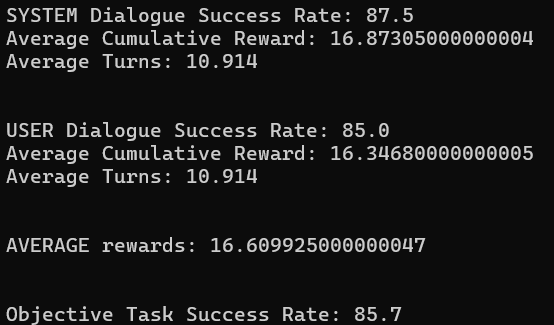 SYSTEM Dialogue Success Rate: 87.5
Average Cumulative Reward: 16.87305000000004
Average Turns: 10.914
USER Dialogue Success Rate: 85.0
Average Cumulative Reward: 16.34680000000005
Average Turns: 10.914
AVERAGE rewards: 16.609925000000047
Objective Task Success Rate: 85.7